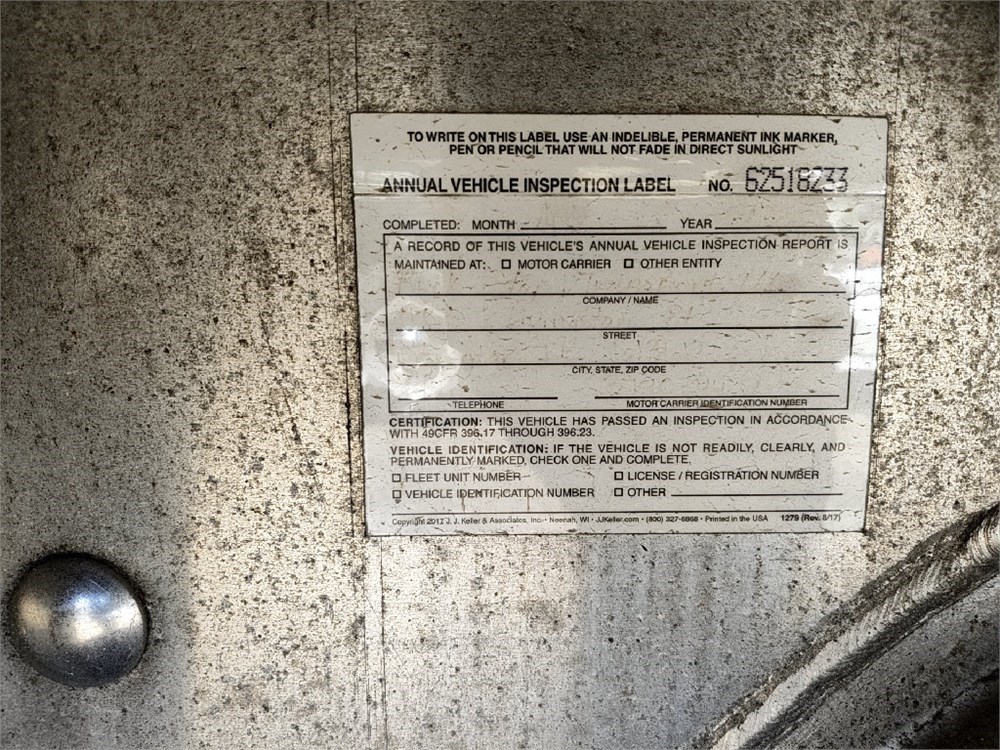 TO WRITE ON THIS LABEL USE AN INDELIBLE, PERMANENT INK MARKER,
PEN OR PENCIL THAT WILL NOT FADE IN DIRECT SUNLIGHT
ANNUAL VEHICLE INSPECTION LABEL NO. 62518233
COMPLETED: MONTH YEAR
A RECORD OF THIS VEHICLE'S ANNUAL VEHICLE INSPECTION REPORT IS
MAINTAINED AT: ☐ MOTOR CARRIER ☐ OTHER ENTITY
COMPANY / NAME
STREET
CITY, STATE, ZIP CODE
TELEPHONE MOTOR CARRIER IDENTIFICATION NUMBER
CERTIFICATION: THIS VEHICLE HAS PASSED AN INSPECTION IN ACCORDANCE
WITH 49CFR 396.17 THROUGH 396.23.
VEHICLE IDENTIFICATION: IF THE VEHICLE IS NOT READILY, CLEARLY, AND
PERMANENTLY MARKED, CHECK ONE AND COMPLETE.
☐ FLEET UNIT NUMBER ☐ LICENSE / REGISTRATION NUMBER
☐ VEHICLE IDENTIFICATION NUMBER ☐ OTHER
Copyright 2017 J. J. Keller & Associates, Inc. • Neenah, WI • JJKeller.com • (800) 327-6868 • Printed in the USA 1279 (Rev. 8/17)